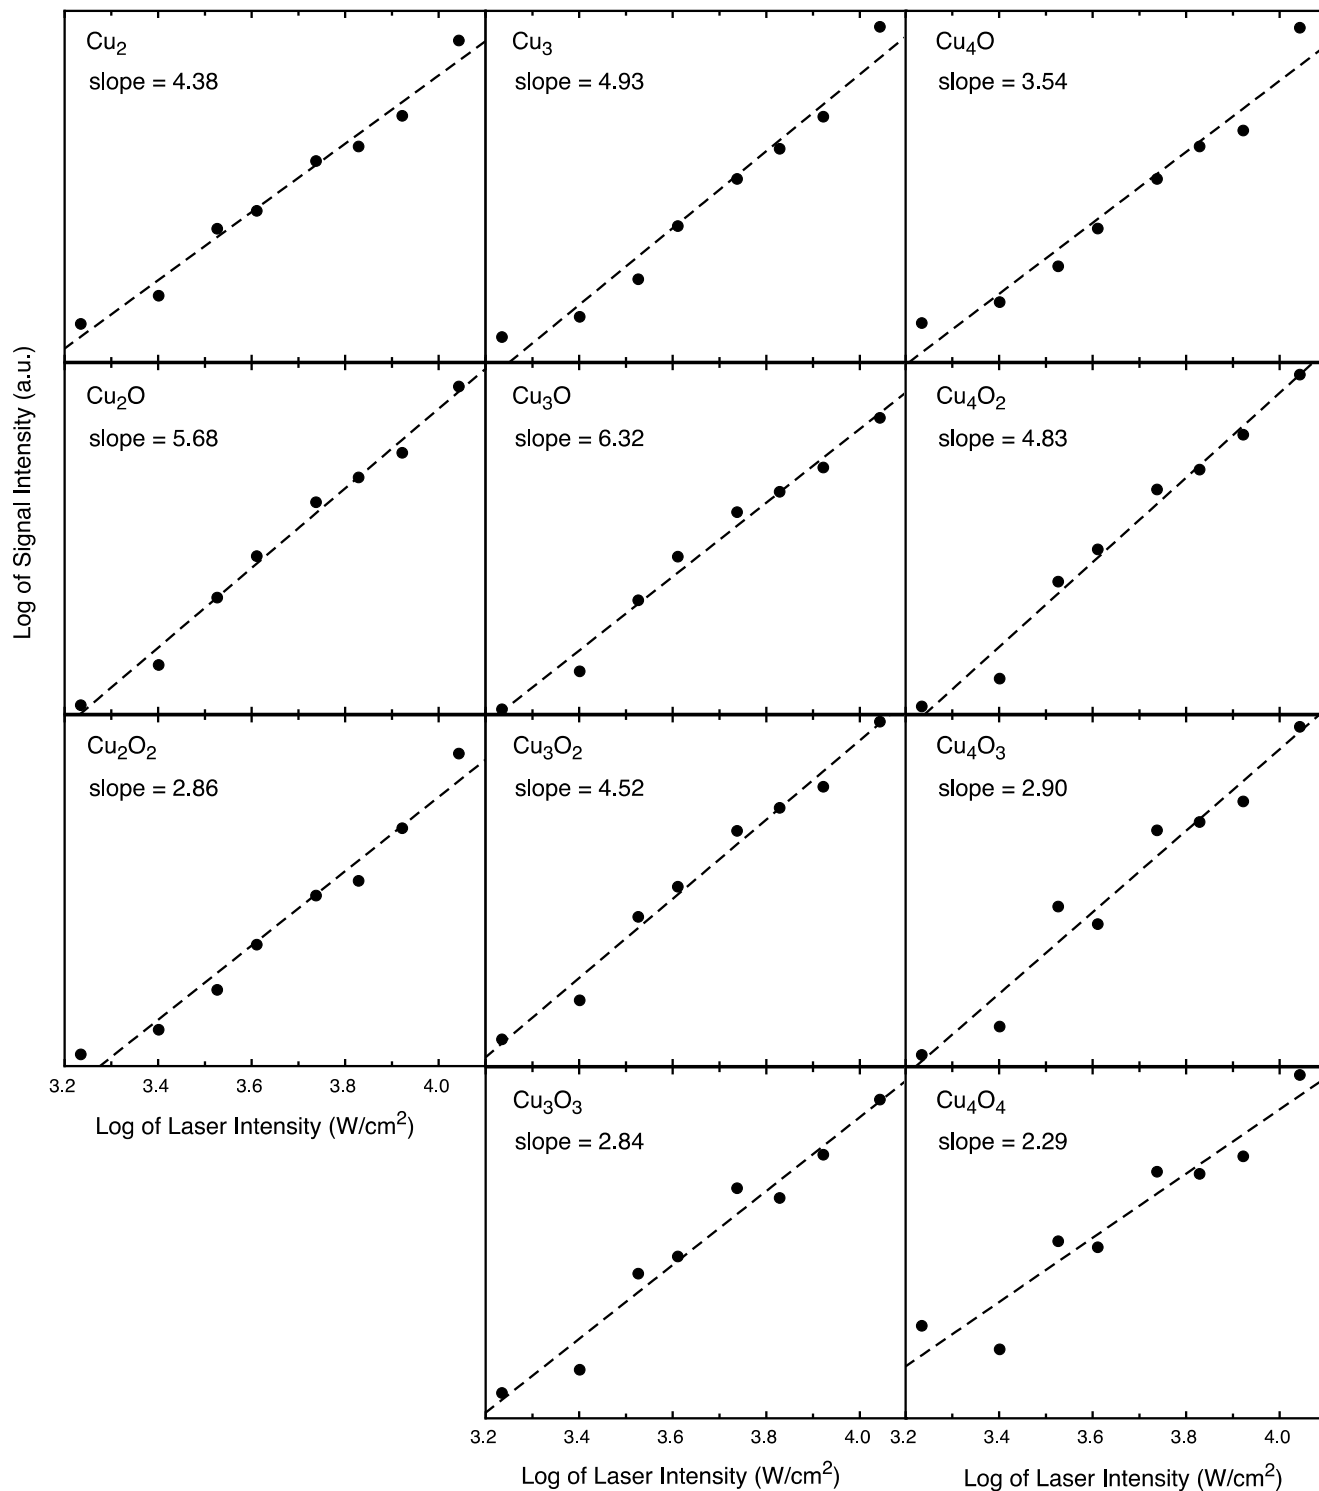 Cu2
slope = 4.38
Cu3
slope = 4.93
Cu4O
slope = 3.54
Log of Signal Intensity (a.u.)
Cu2O
slope = 5.68
Cu3O
slope = 6.32
Cu4O2
slope = 4.83
Cu2O2
slope = 2.86
Cu3O2
slope = 4.52
Cu4O3
slope = 2.90
3.2 3.4 3.6 3.8 4.0
Log of Laser Intensity (W/cm2)
Cu3O3
slope = 2.84
Cu4O4
slope = 2.29
3.2 3.4 3.6 3.8 4.0 3.2 3.4 3.6 3.8 4.0
Log of Laser Intensity (W/cm2)
Log of Laser Intensity (W/cm2)